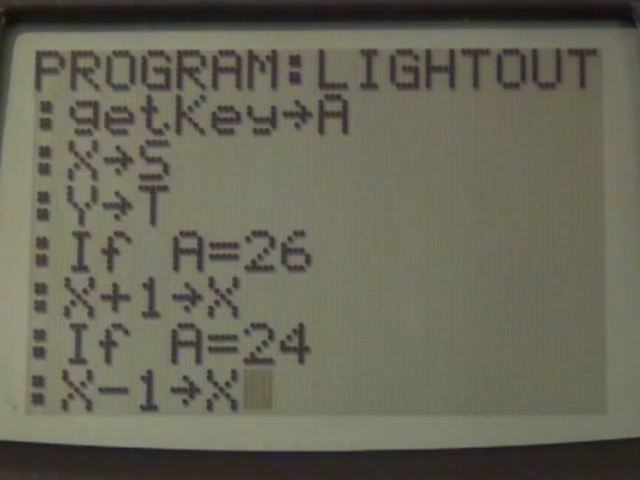 PROGRAM:LIGHTOUT
:getKey→A
:X→S
:Y→T
:If A=26
:X+1→X
:If A=24
:X-1→X